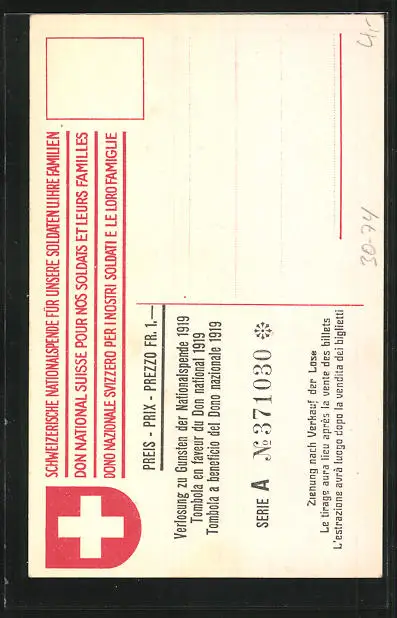 SCHWEIZERISCHE NATIONALSPENDE FÜR UNSERE SOLDATEN U. IHRE FAMILIEN
DON NATIONAL SUISSE POUR NOS SOLDATS ET LEURS FAMILLES
DONO NAZIONALE SVIZZERO PER I NOSTRI SOLDATI E LE LORO FAMIGLIE
PREIS - PRIX - PREZZO FR. 1.—
Verlosung zu Gunsten der Nationalspende 1919
Tombola en faveur du Don national 1919
Tombola a beneficio del Dono nazionale 1919
SERIE A № 371030
Ziehung nach Verkauf der Lose
Le tirage aura lieu après la vente des billets
L'estrazione avrà luogo dopo la vendita dei biglietti
30-74
4,-